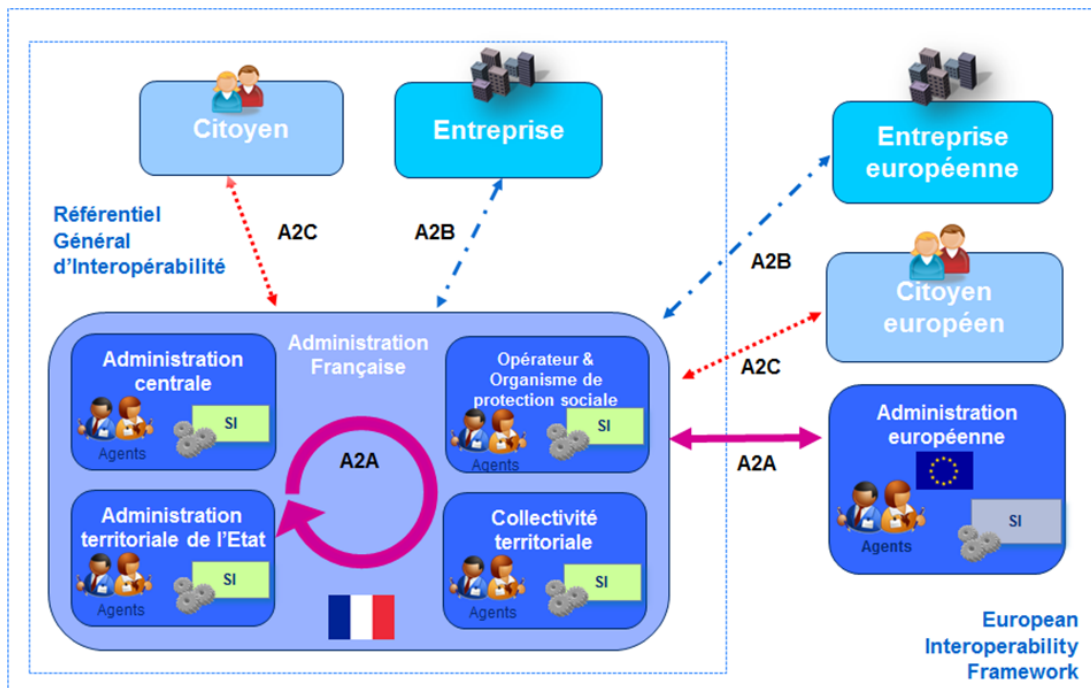 Citoyen
Entreprise
Entreprise
européenne
Référentiel
Général
d'Interopérabilité
A2C
A2B
A2B
Citoyen
européen
A2C
Administration
Française
Administration
centrale
Agents
SI
Opérateur &
Organisme de
protection sociale
Agents
SI
A2A
A2A
Administration
européenne
Agents
SI
Administration
territoriale de l'Etat
Agents
SI
Collectivité
territoriale
Agents
SI
European
Interoperability
Framework